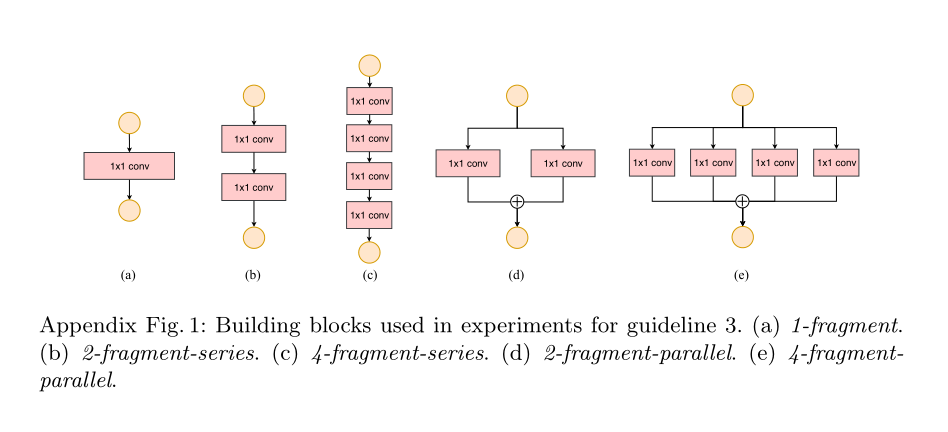 1x1 conv
(a)
1x1 conv
1x1 conv
(b)
1x1 conv
1x1 conv
1x1 conv
1x1 conv
(c)
1x1 conv
1x1 conv
(d)
1x1 conv
1x1 conv
1x1 conv
1x1 conv
(e)
Appendix Fig. 1: Building blocks used in experiments for guideline 3. (a) 1-fragment.
(b) 2-fragment-series. (c) 4-fragment-series. (d) 2-fragment-parallel. (e) 4-fragment-
parallel.